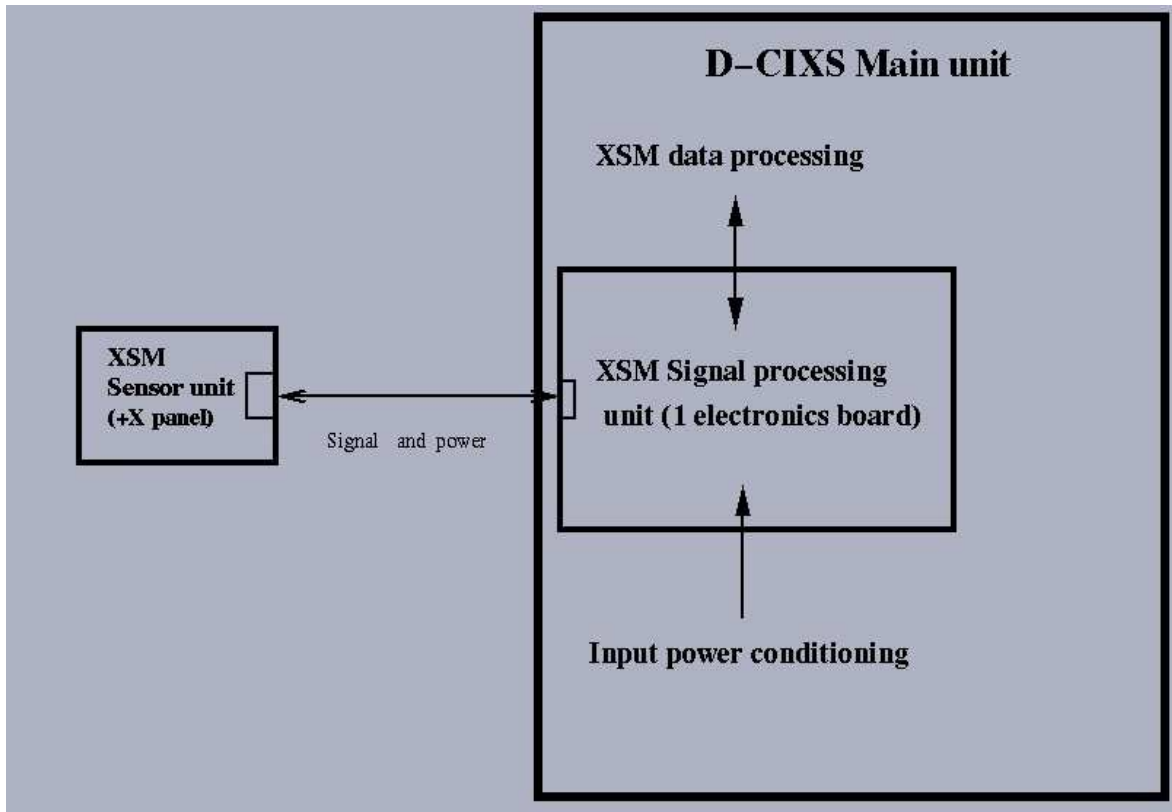 D−CIXS Main unit
XSM data processing
XSM
Sensor unit
(+X panel)
Signal and power
XSM Signal processing
unit (1 electronics board)
Input power conditioning